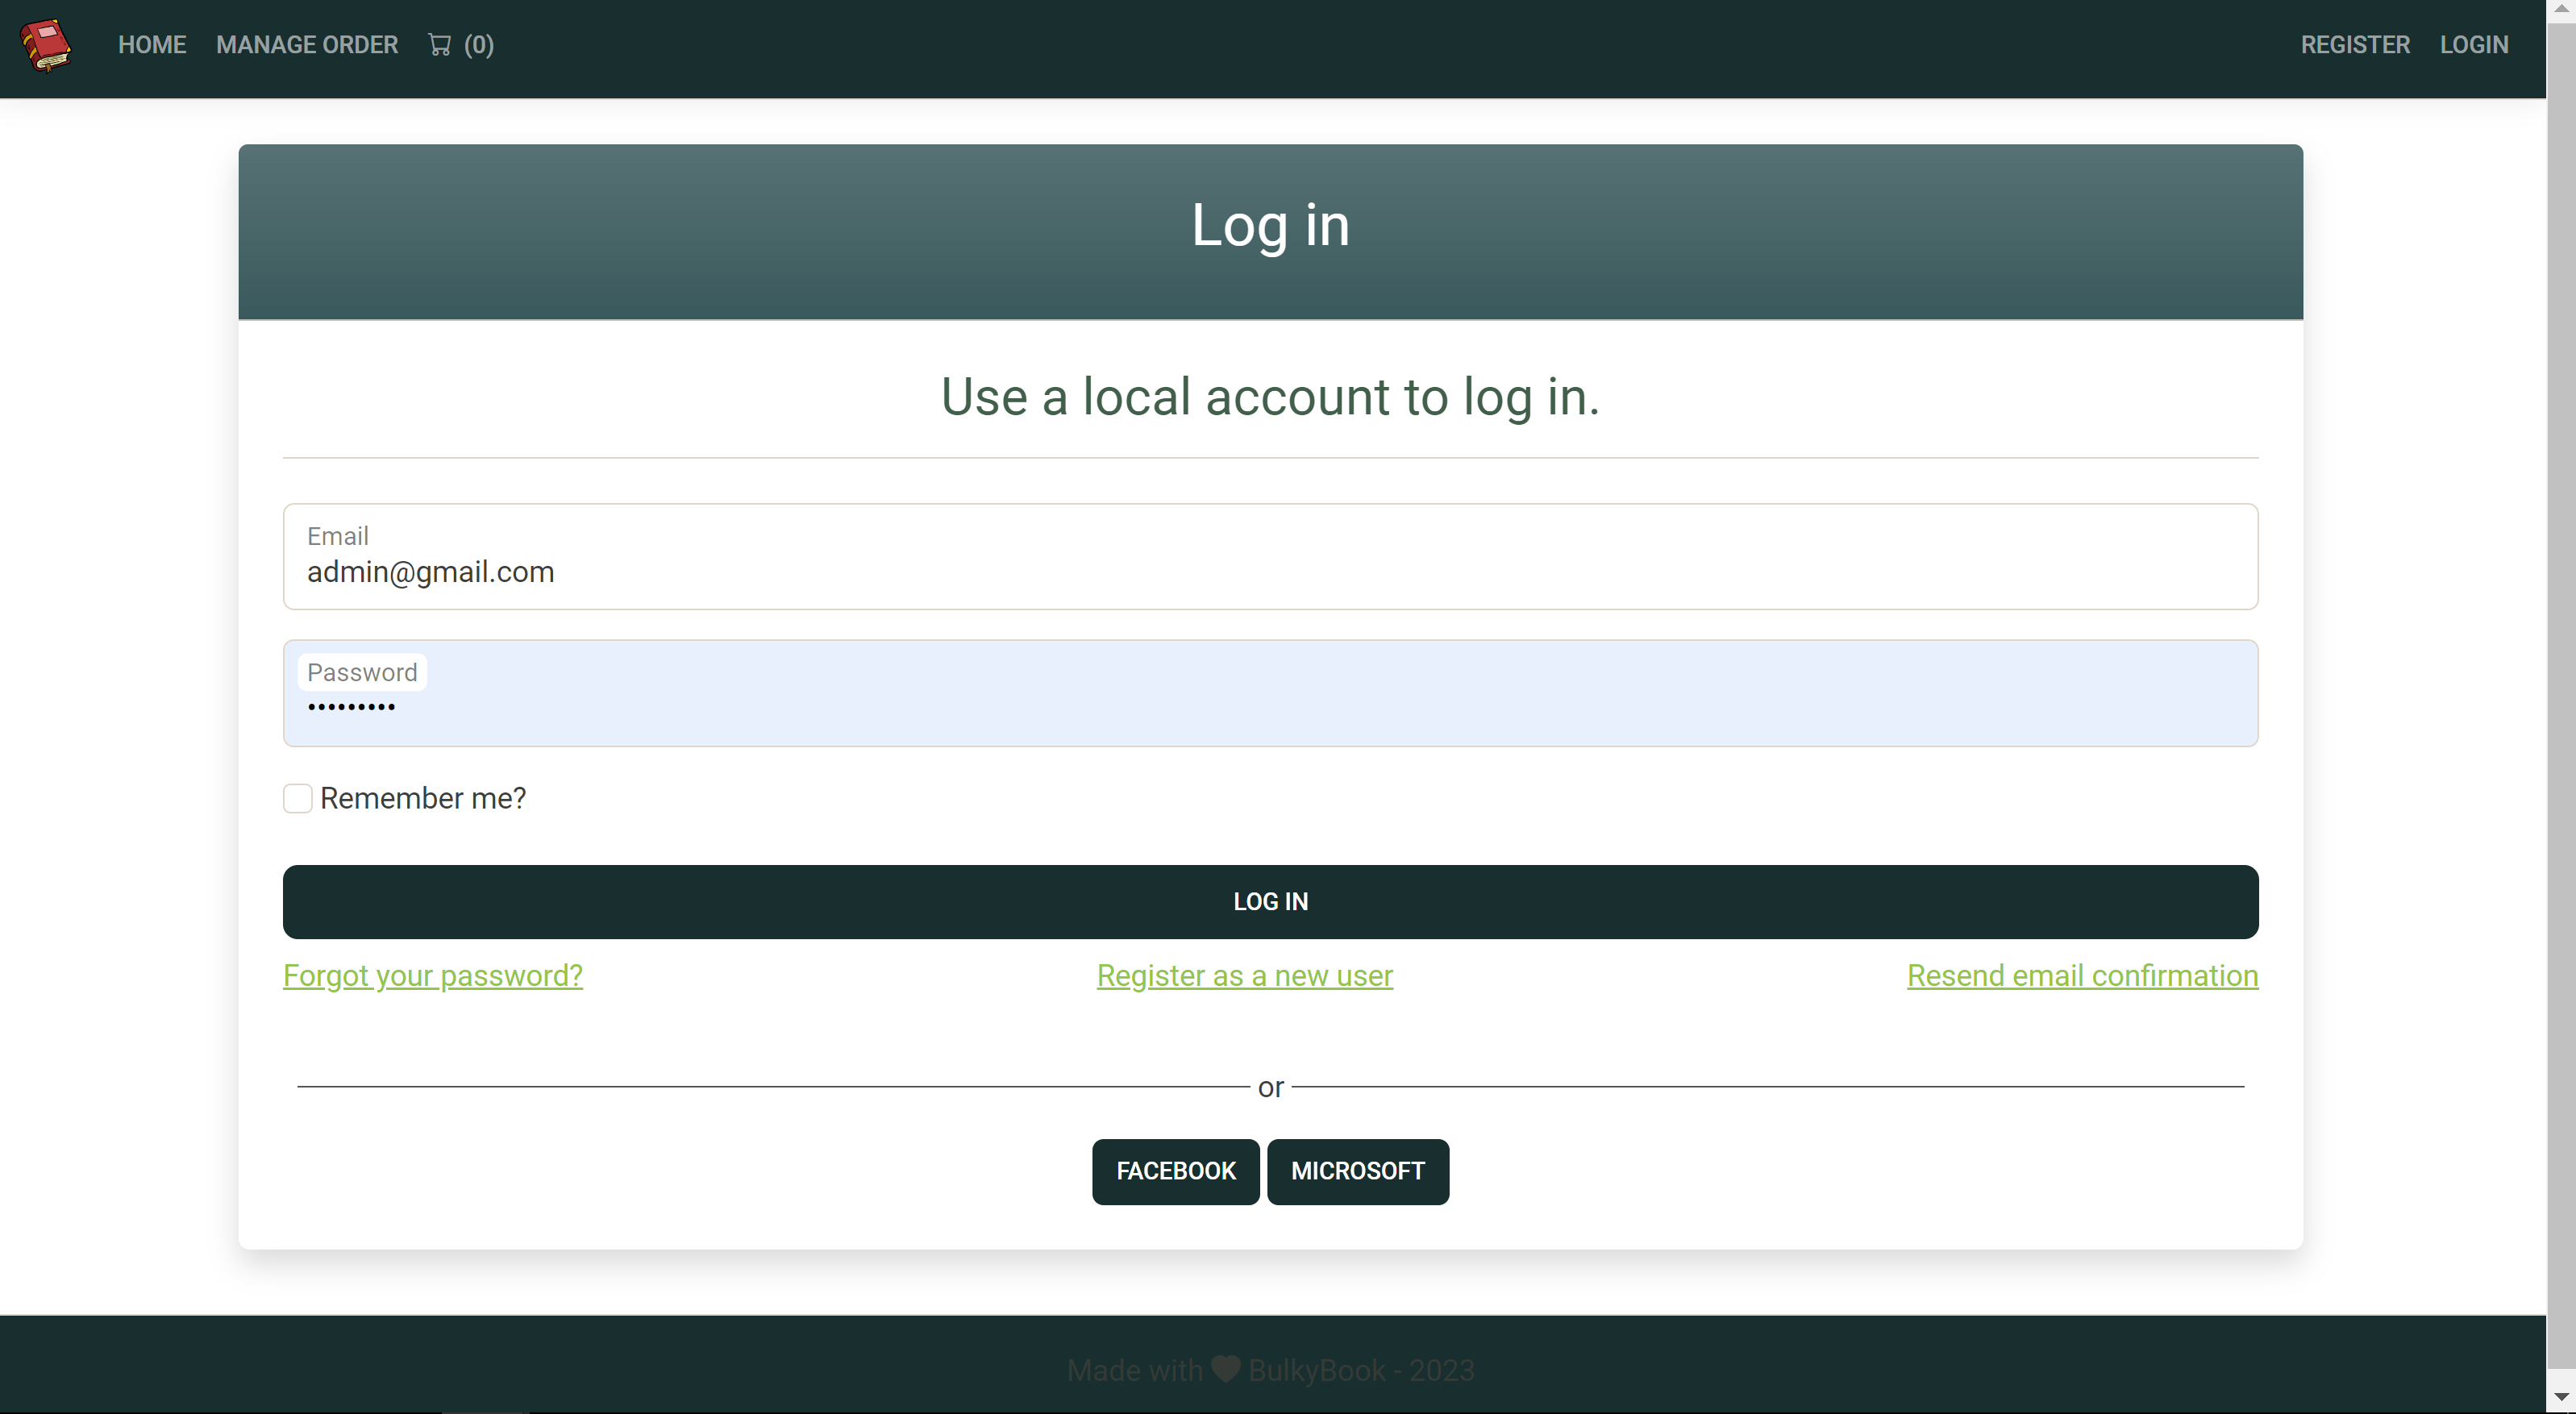 HOME MANAGE ORDER (0) REGISTER LOGIN
Log in
Use a local account to log in.
Email
admin@gmail.com
Password
•••••••••
Remember me?
LOG IN
Forgot your password? Register as a new user Resend email confirmation
or
FACEBOOK MICROSOFT
Made with BulkyBook - 2023